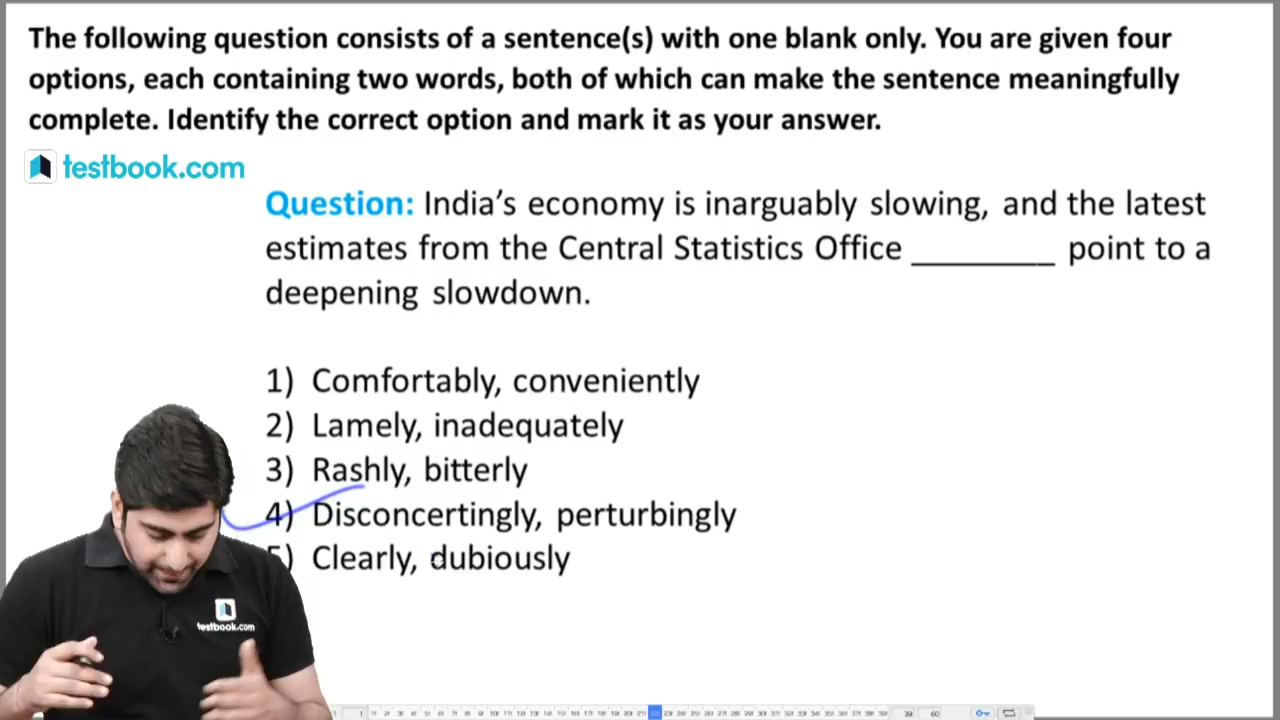 The following question consists of a sentence(s) with one blank only. You are given four
options, each containing two words, both of which can make the sentence meaningfully
complete. Identify the correct option and mark it as your answer.
testbook.com
Question: India's economy is inarguably slowing, and the latest
estimates from the Central Statistics Office ________ point to a
deepening slowdown.
1) Comfortably, conveniently
2) Lamely, inadequately
3) Rashly, bitterly
4) Disconcertingly, perturbingly
5) Clearly, dubiously
testbook.com